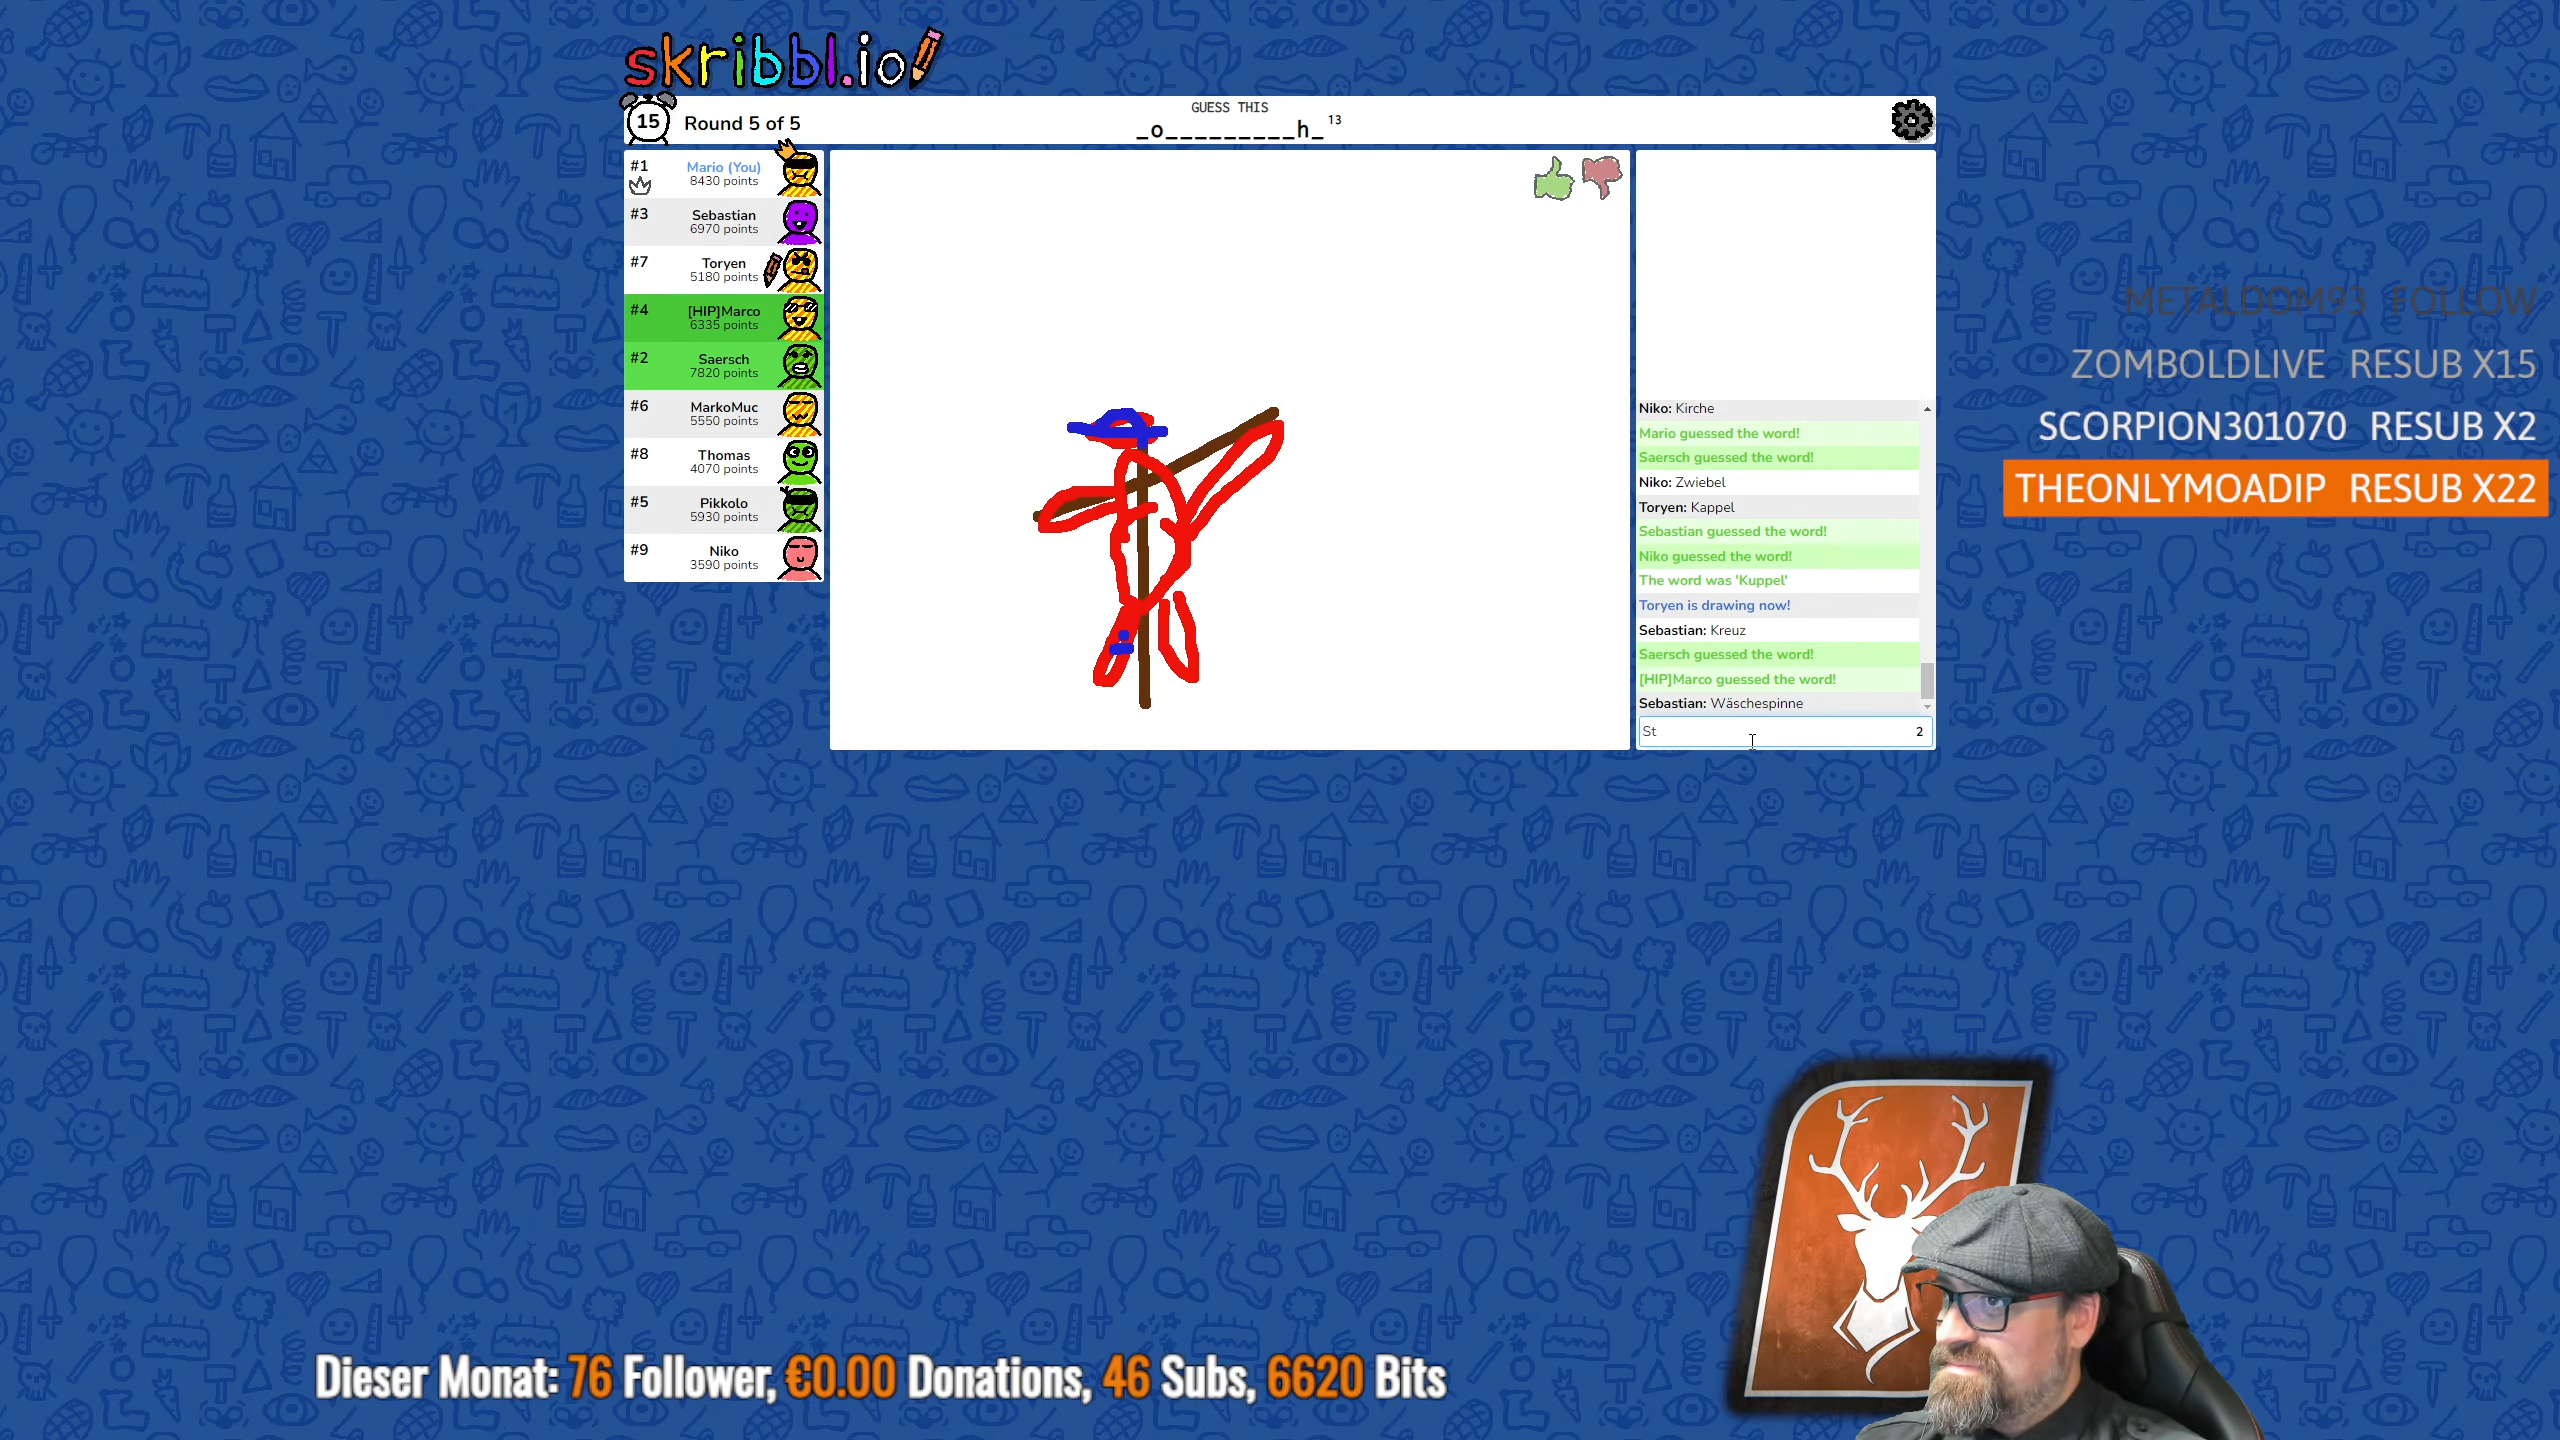 skribbl.io
15
Round 5 of 5
GUESS THIS
_o_________h_ 13
#1
Mario (You)
8430 points
#3
Sebastian
6970 points
#7
Toryen
5180 points
#4
[HIP]Marco
6335 points
#2
Saersch
7820 points
#6
MarkoMuc
5550 points
#8
Thomas
4070 points
#5
Pikkolo
5930 points
#9
Niko
3590 points
Niko: Kirche
Mario guessed the word!
Saersch guessed the word!
Niko: Zwiebel
Toryen: Kappel
Sebastian guessed the word!
Niko guessed the word!
The word was 'Kuppel'
Toryen is drawing now!
Sebastian: Kreuz
Saersch guessed the word!
[HIP]Marco guessed the word!
Sebastian: Wäschespinne
St 2
METALDOM93 FOLLOW
ZOMBOLDLIVE RESUB X15
SCORPION301070 RESUB X2
THEONLYMOADIP RESUB X22
Dieser Monat: 76 Follower, €0.00 Donations, 46 Subs, 6620 Bits